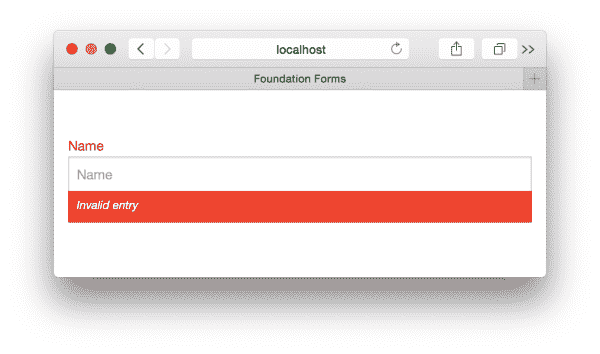 localhost
Foundation Forms
Name
Name
Invalid entry